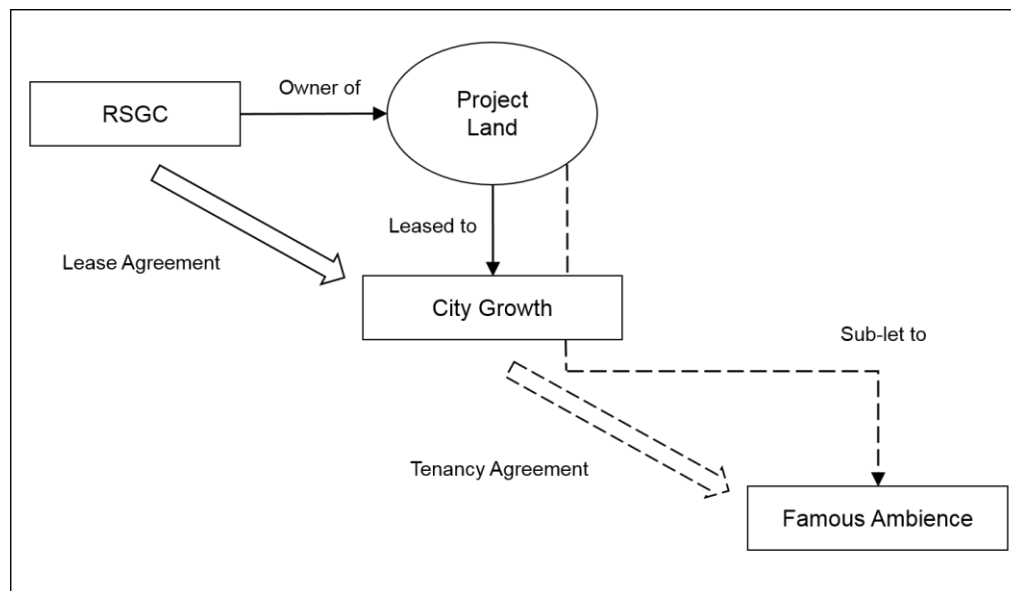 Owner of
RSGC
Project
Land
Leased to
Lease Agreement
City Growth
Sub-let to
Tenancy Agreement
Famous Ambience